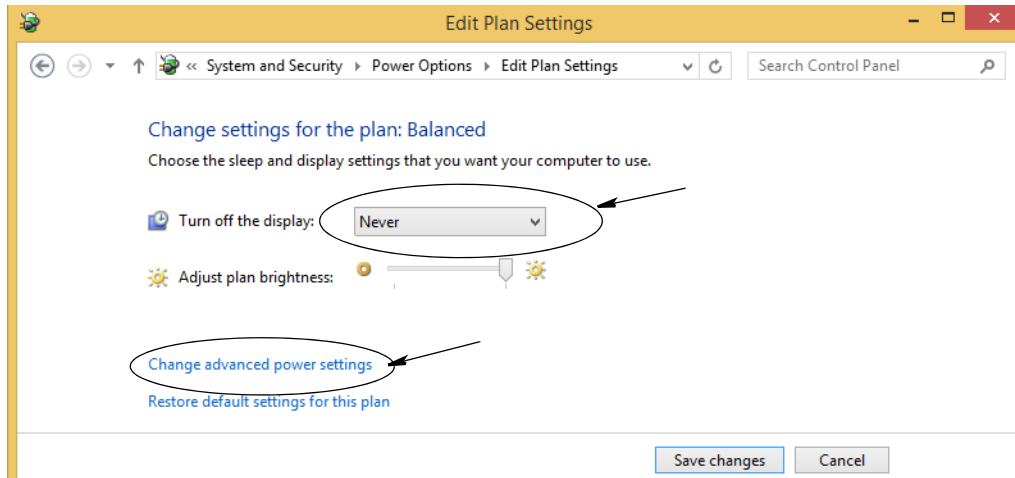 Edit Plan Settings
« System and Security Power Options Edit Plan Settings Search Control Panel
Change settings for the plan: Balanced
Choose the sleep and display settings that you want your computer to use.
Turn off the display: Never
Adjust plan brightness:
Change advanced power settings
Restore default settings for this plan
Save changes Cancel